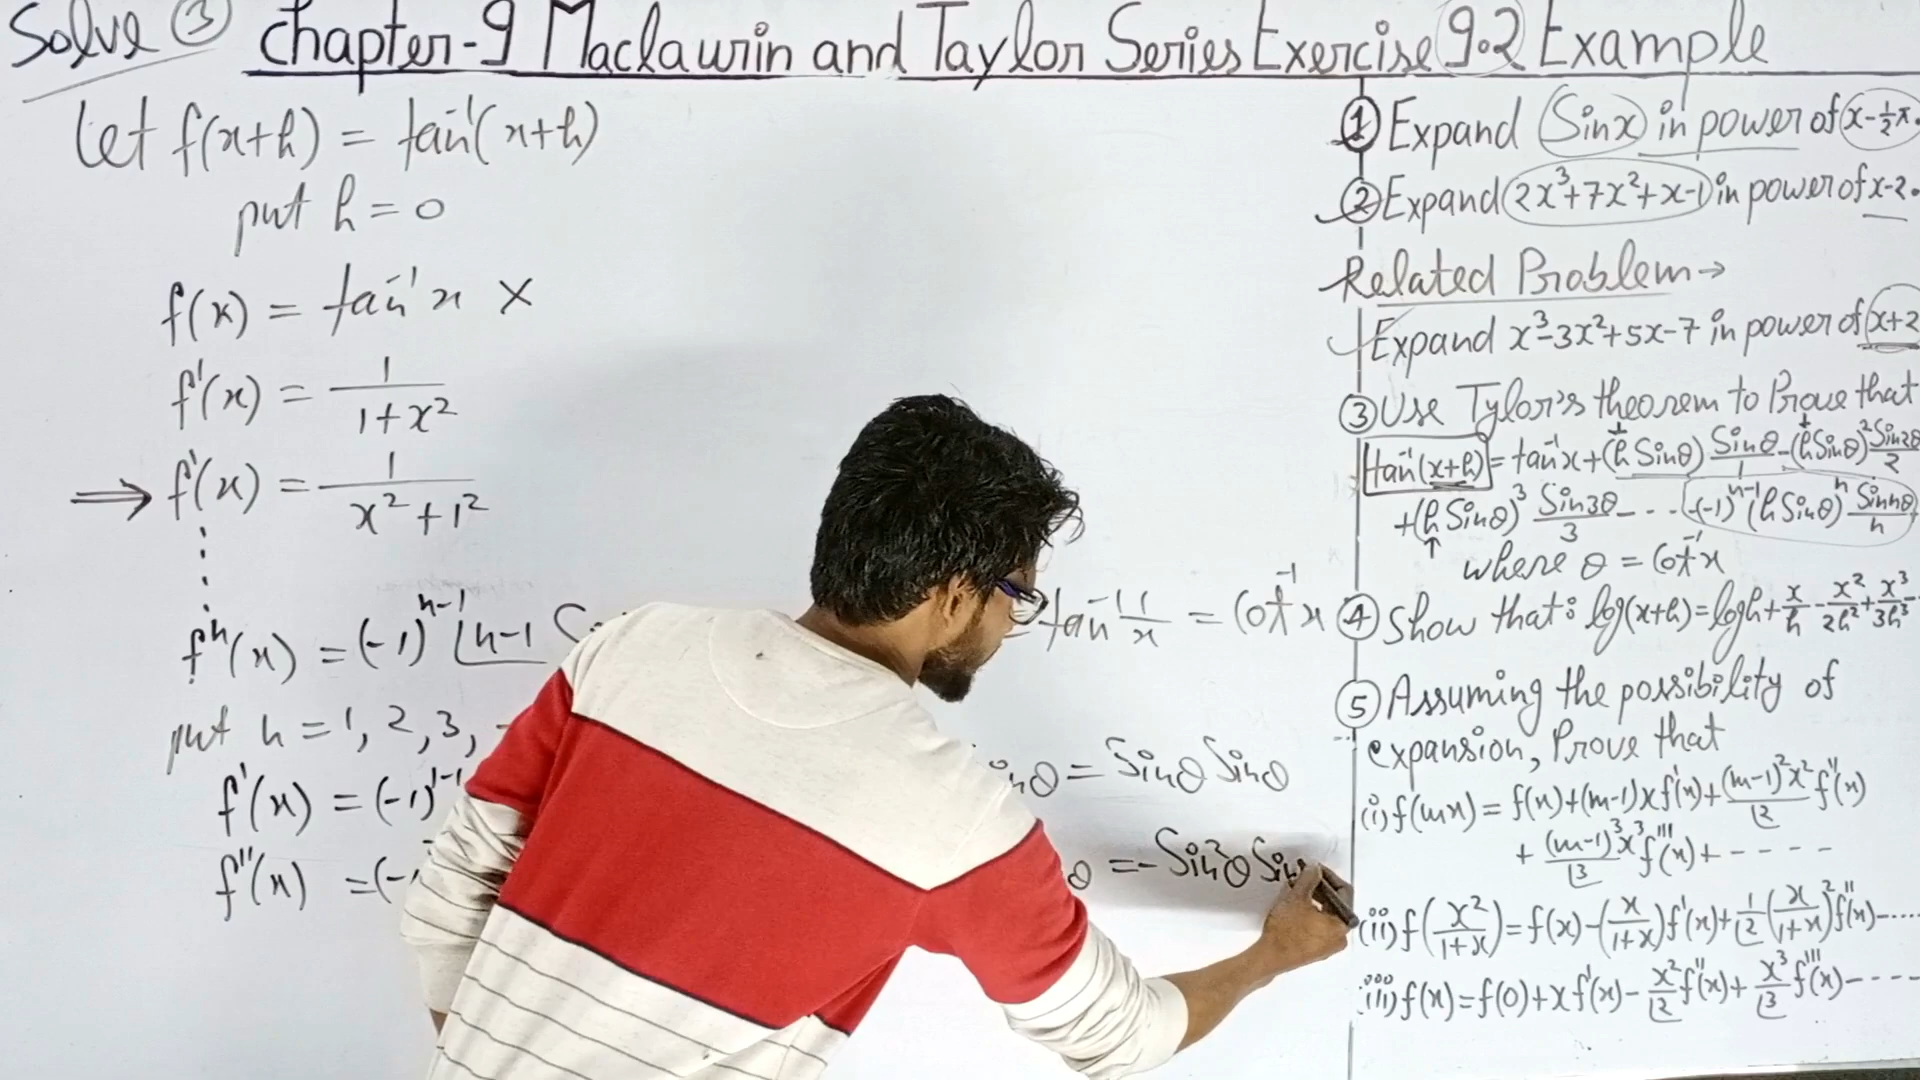 Solve ③ Chapter-9 Maclaurin and Taylor Series Exercise 9.2 Example
Let f(x+h) = tan⁻¹(x+h)
put h = 0
f(x) = tan⁻¹ x ×
f'(x) = 1/(1+x²)
⇒ f'(x) = 1/(x²+1²)
fⁿ(x) = (-1)ⁿ⁻¹ |n-1
tan⁻¹ 1/x = Cot⁻¹ x
put n = 1, 2, 3,
f'(x) = (-1)¹⁻¹
inθ = Sinθ Sinθ
f''(x) = (-
θ = -Sin²θ Sin
① Expand Sinx in power of x-½π.
② Expand 2x³+7x²+x-1 in power of x-2.
Related Problem→
Expand x³-3x²+5x-7 in power of x+2
③ Use Tylor's theorem to Prove that
tan⁻¹(x+h) = tan⁻¹x + (h Sinθ) Sinθ/1 - (h Sinθ)² Sin2θ/2
+ (h Sinθ)³ Sin3θ/3 - - - - (-1)ⁿ⁻¹ (h Sinθ)ⁿ Sinnθ/n
where θ = Cot⁻¹x
④ Show that: log(x+h) = logh + x/h - x²/2h² + x³/3h³ -
⑤ Assuming the possibility of
expansion, Prove that
(i) f(mx) = f(x)+(m-1)xf'(x)+ (m-1)²x²/|2 f''(x)
+ (m-1)³x³/|3 f'''(x) + - - - -
(ii) f(x²/(1+x)) = f(x) - (x/(1+x)) f'(x) + 1/|2 (x/(1+x))² f''(x) - - - -
(iii) f(x) = f(0) + x f'(x) - x²/|2 f''(x) + x³/|3 f'''(x) - - - -